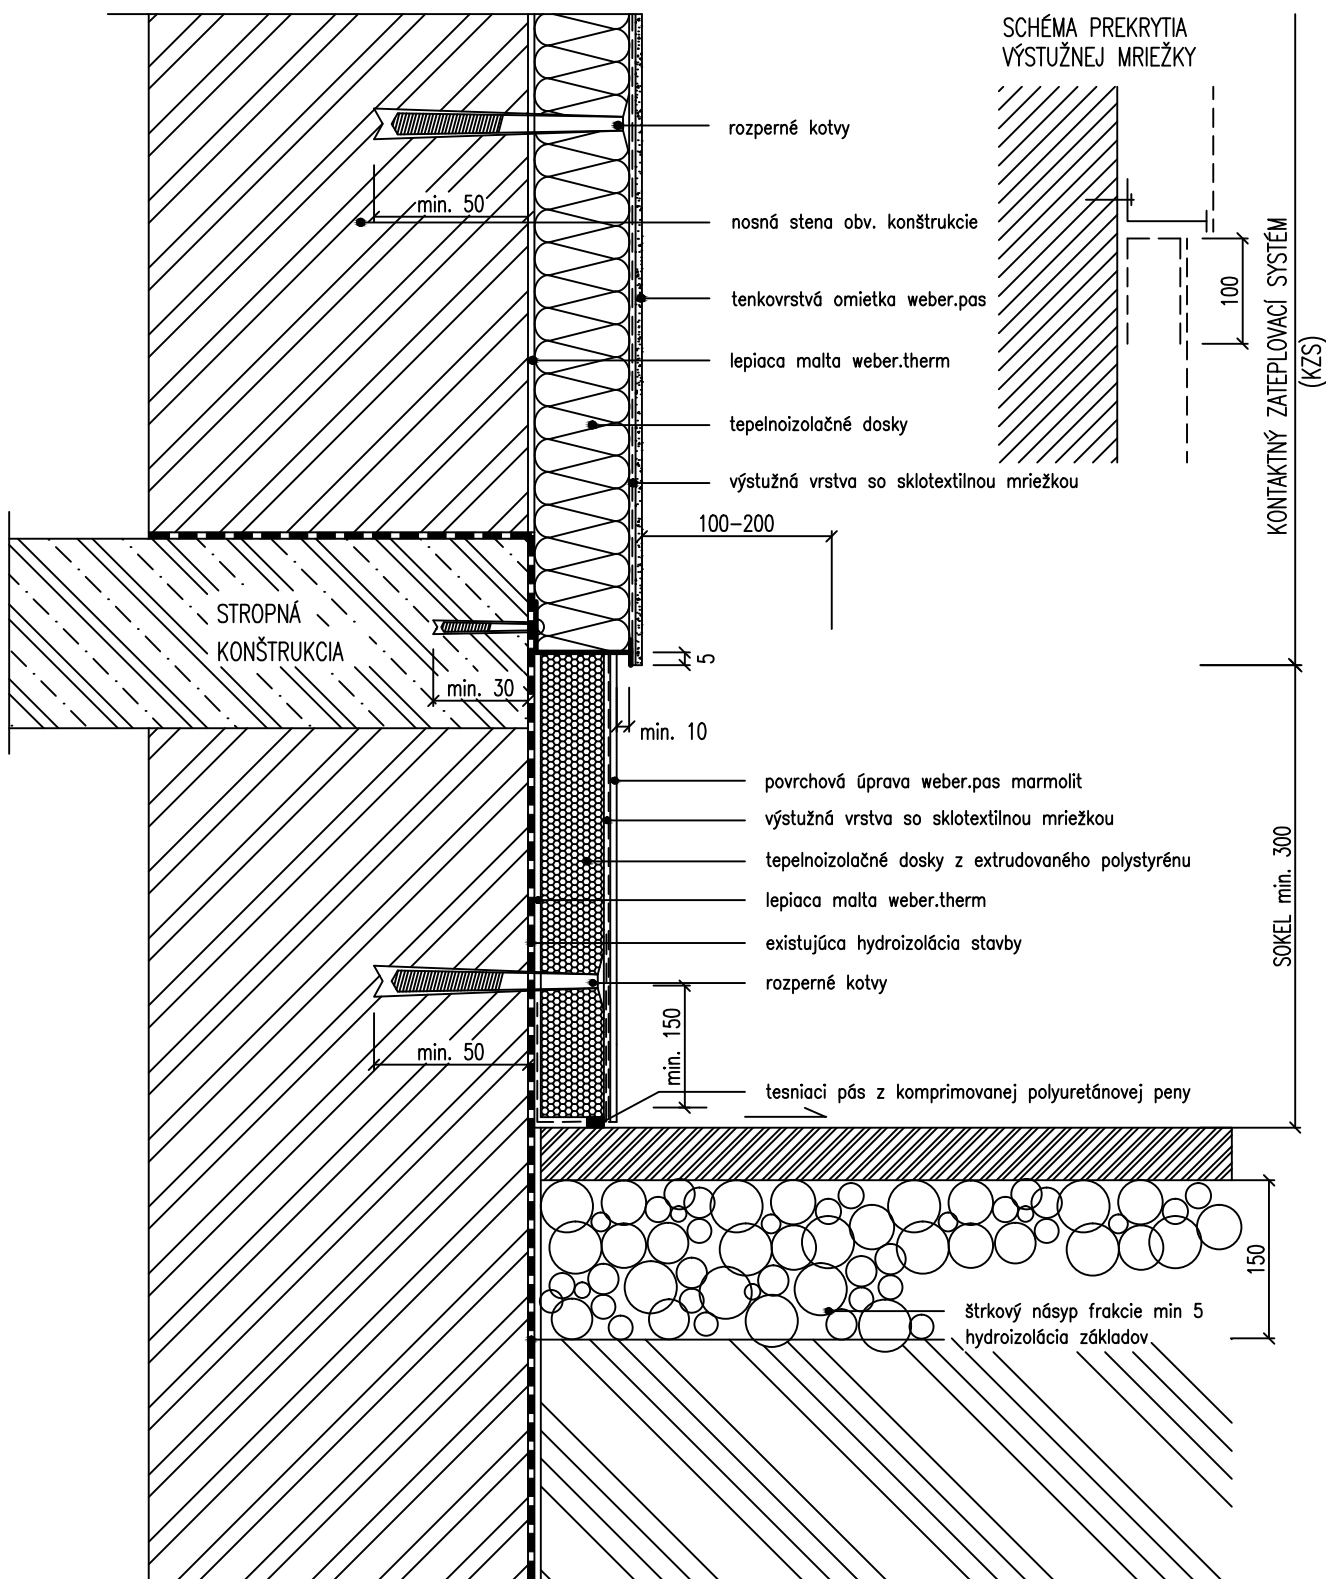 SCHÉMA PREKRYTIA
VÝSTUŽNEJ MRIEŽKY
rozperné kotvy
min. 50
nosná stena obv. konštrukcie
tenkovrstvá omietka weber.pas
100
lepiaca malta weber.therm
tepelnoizolačné dosky
výstužná vrstva so sklotextilnou mriežkou
KONTAKTNÝ ZATEPLOVACÍ SYSTÉM
(KZS)
100-200
STROPNÁ
KONŠTRUKCIA
5
min. 30
min. 10
povrchová úprava weber.pas marmolit
výstužná vrstva so sklotextilnou mriežkou
tepelnoizolačné dosky z extrudovaného polystyrénu
lepiaca malta weber.therm
existujúca hydroizolácia stavby
rozperné kotvy
SOKEL min. 300
min. 50
min. 150
tesniaci pás z komprimovanej polyuretánovej peny
150
štrkový násyp frakcie min 5
hydroizolácia základov